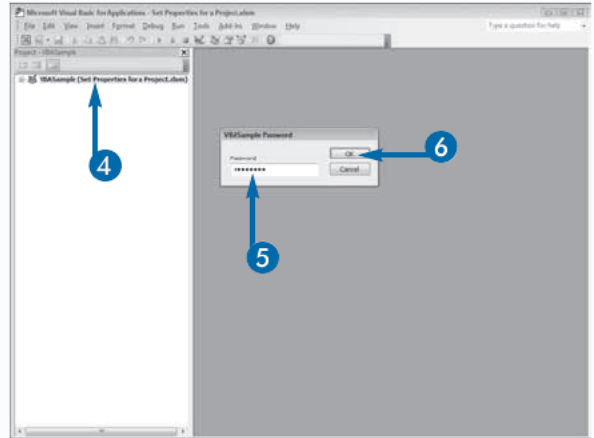 Microsoft Visual Basic for Applications - Set Properties for a Project.xlsm
File Edit View Insert Format Debug Run Tools Add-Ins Window Help
Type a question for help
Project - VBASample
VBASample (Set Properties for a Project.xlsm)
4
VBASample Password
Password
********
OK
Cancel
6
5